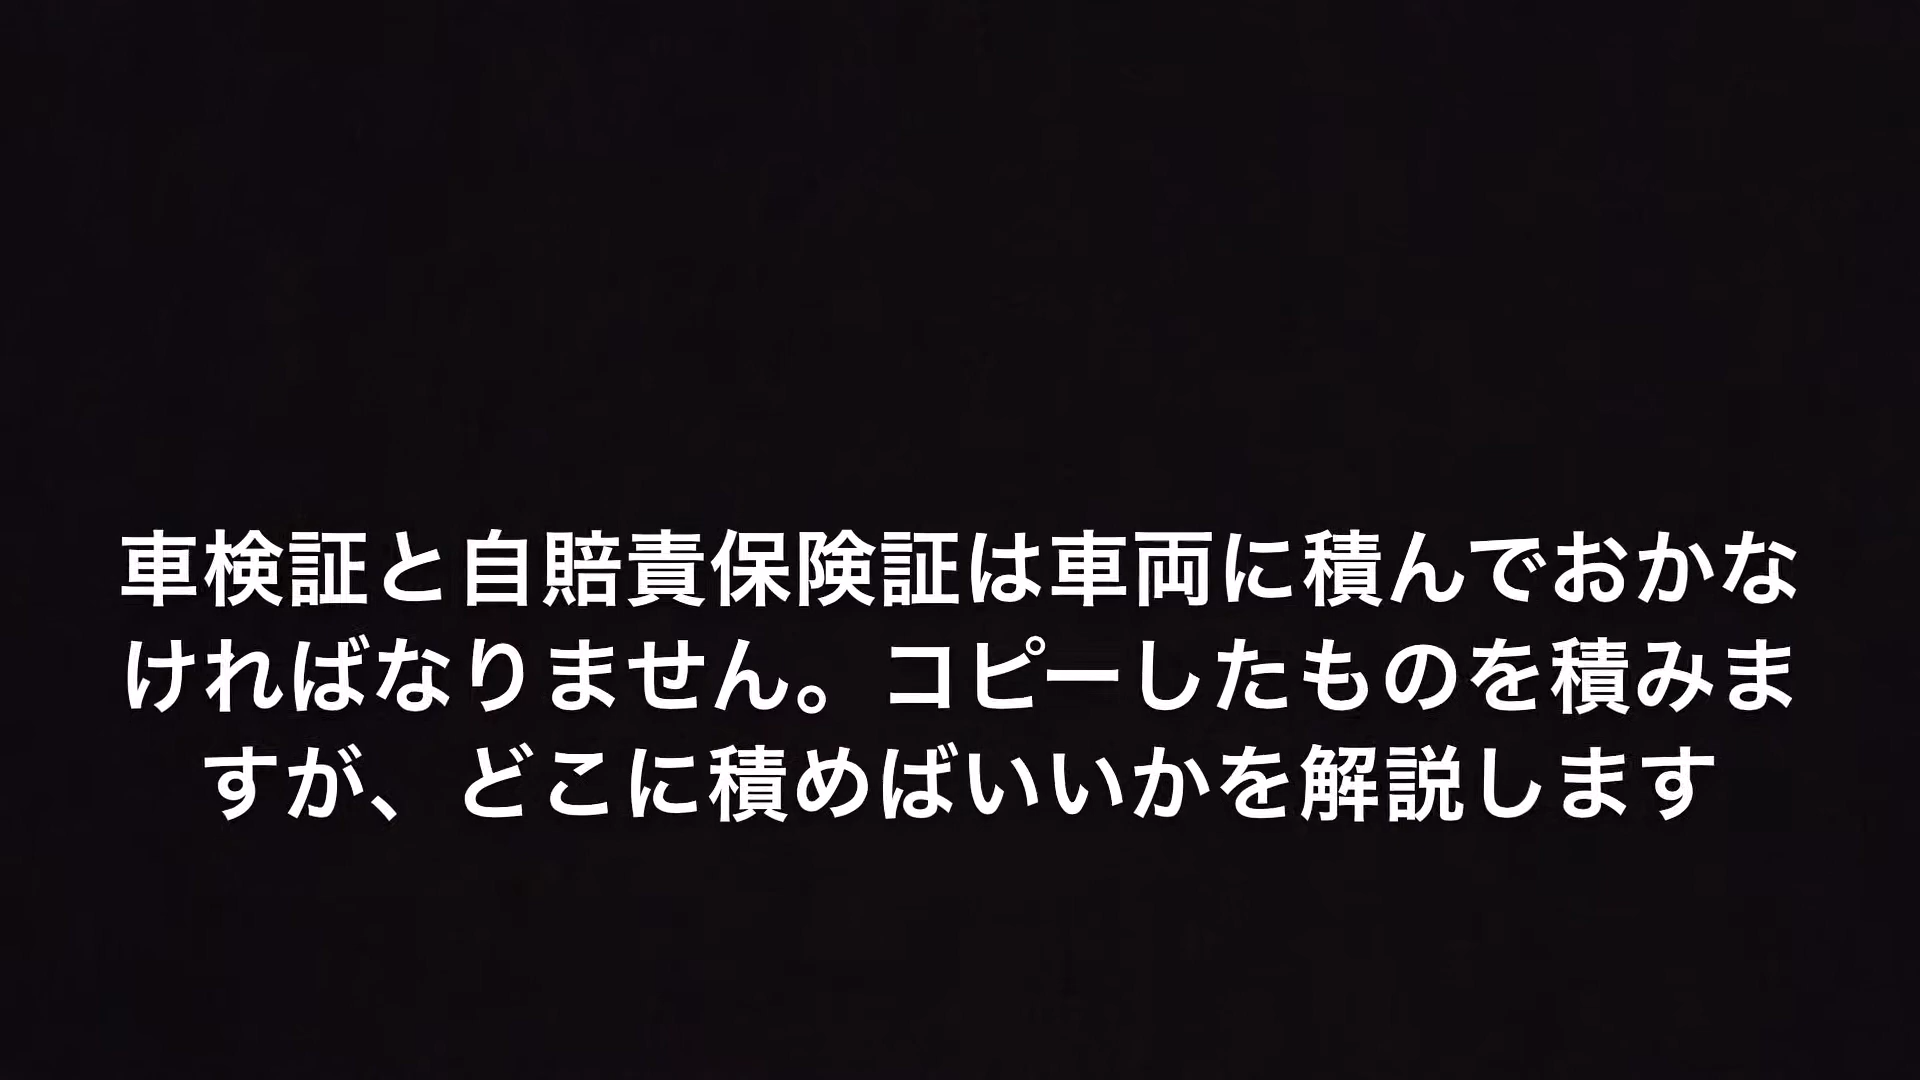 車検証と自賠責保険証は車両に積んでおかな
ければなりません。コピーしたものを積みま
すが、どこに積めばいいかを解説します